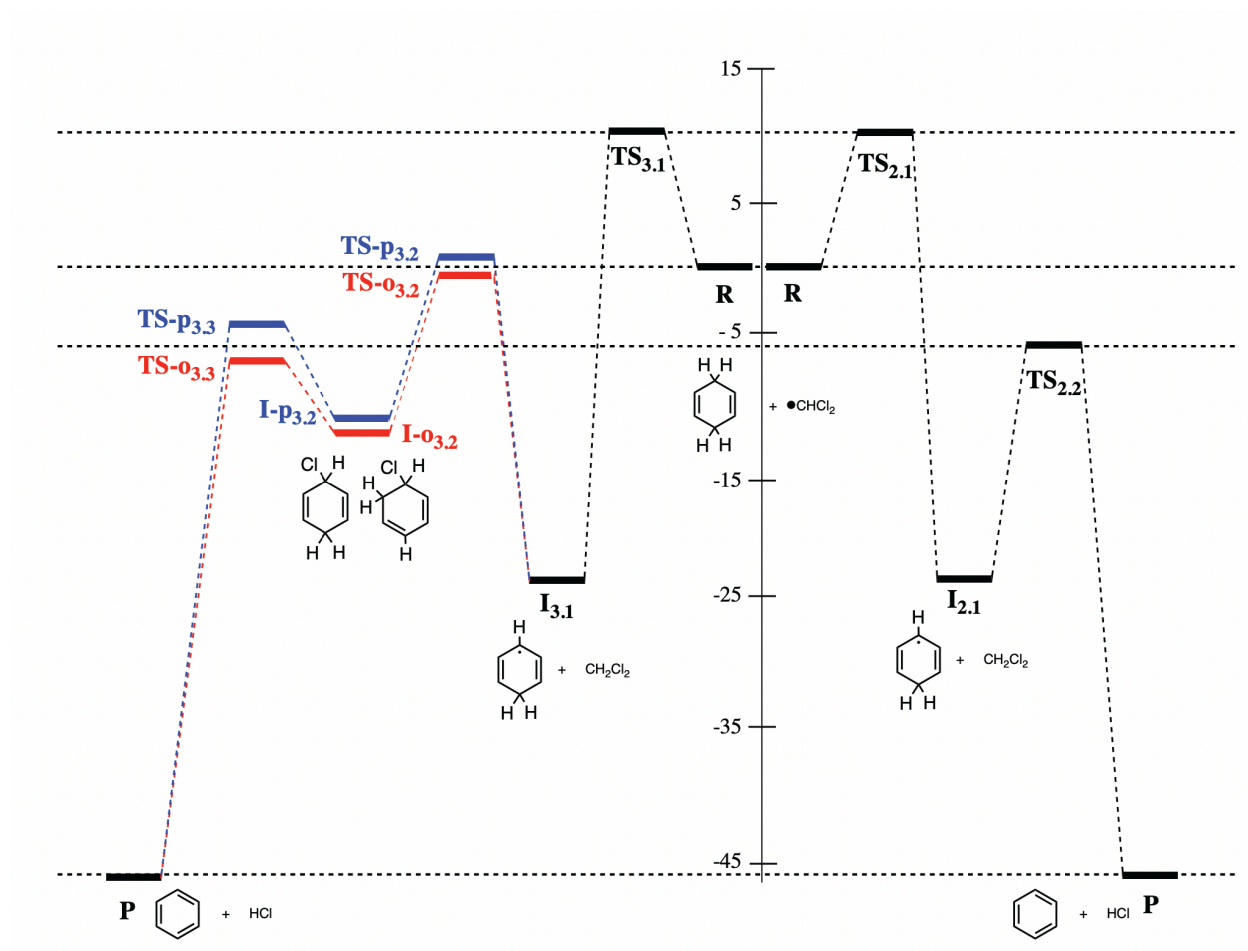 15
TS3.1
TS2.1
5
TS-p3.2
TS-o3.2
R
R
TS-p3.3
- 5
TS-o3.3
H H
TS2.2
I-p3.2
+ •CHCl2
I-o3.2
H H
Cl H
Cl H
H
H
-15
H H
H
-25
I3.1
I2.1
H
H
•
+ CH2Cl2
•
+ CH2Cl2
H H
H H
-35
-45
P
+ HCl
+ HCl
P